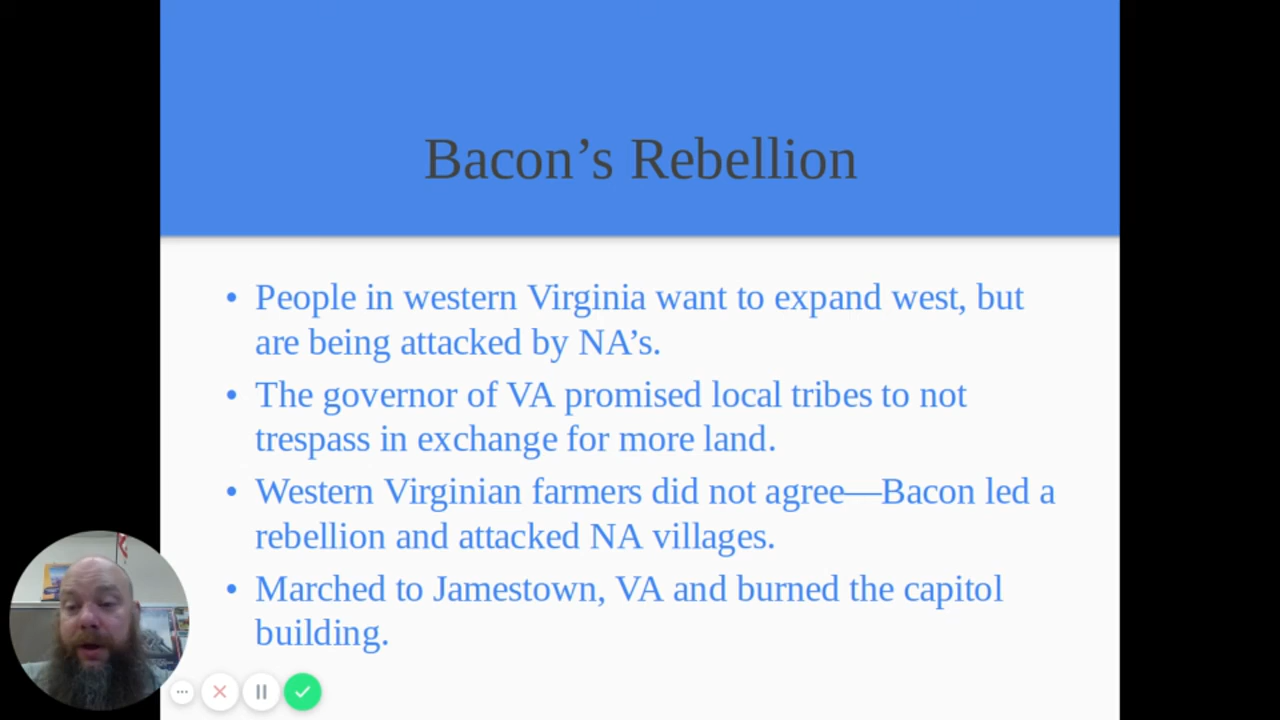 Bacon’s Rebellion
• People in western Virginia want to expand west, but
are being attacked by NA’s.
• The governor of VA promised local tribes to not
trespass in exchange for more land.
• Western Virginian farmers did not agree—Bacon led a
rebellion and attacked NA villages.
• Marched to Jamestown, VA and burned the capitol
building.